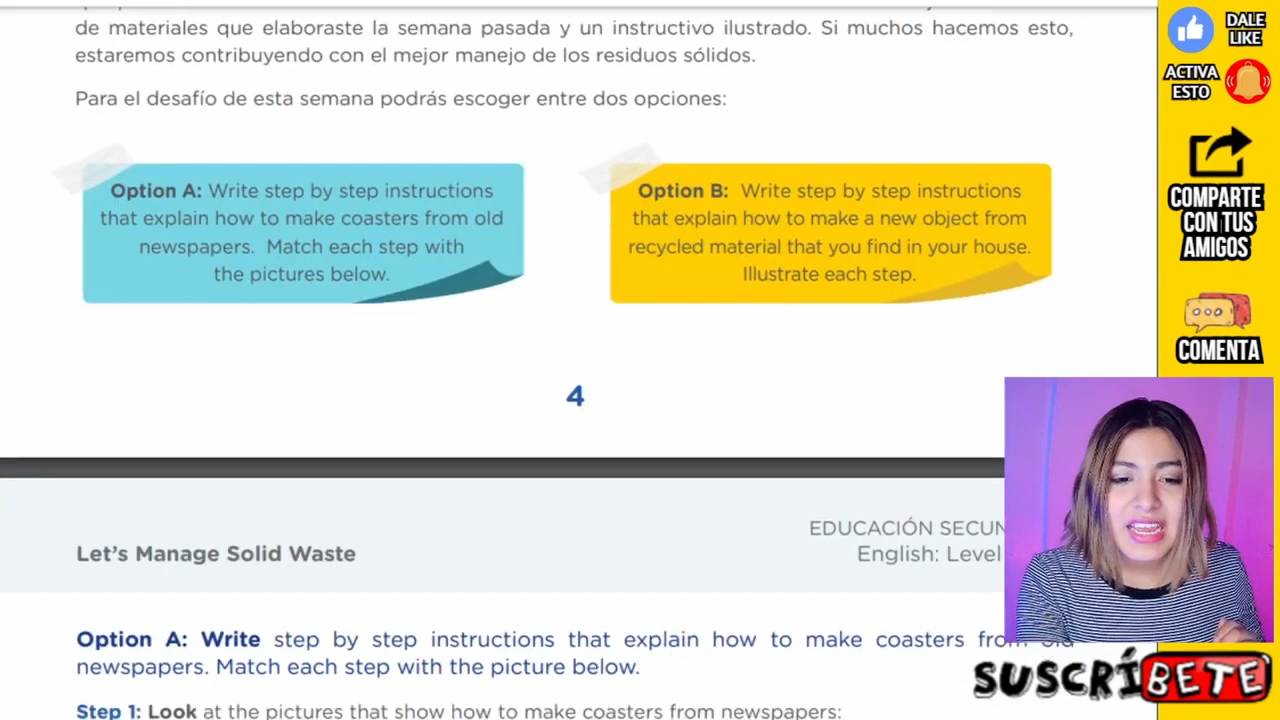 de materiales que elaboraste la semana pasada y un instructivo ilustrado. Si muchos hacemos esto,
estaremos contribuyendo con el mejor manejo de los residuos sólidos.
Para el desafío de esta semana podrás escoger entre dos opciones:
Option A: Write step by step instructions
that explain how to make coasters from old
newspapers. Match each step with
the pictures below.
Option B: Write step by step instructions
that explain how to make a new object from
recycled material that you find in your house.
Illustrate each step.
4
Let's Manage Solid Waste
EDUCACIÓN SECUN
English: Level
Option A: Write step by step instructions that explain how to make coasters from old
newspapers. Match each step with the picture below.
Step 1: Look at the pictures that show how to make coasters from newspapers:
DALE
LIKE
ACTIVA
ESTO
COMPARTE
CON TUS
AMIGOS
COMENTA
SUSCRÍBETE